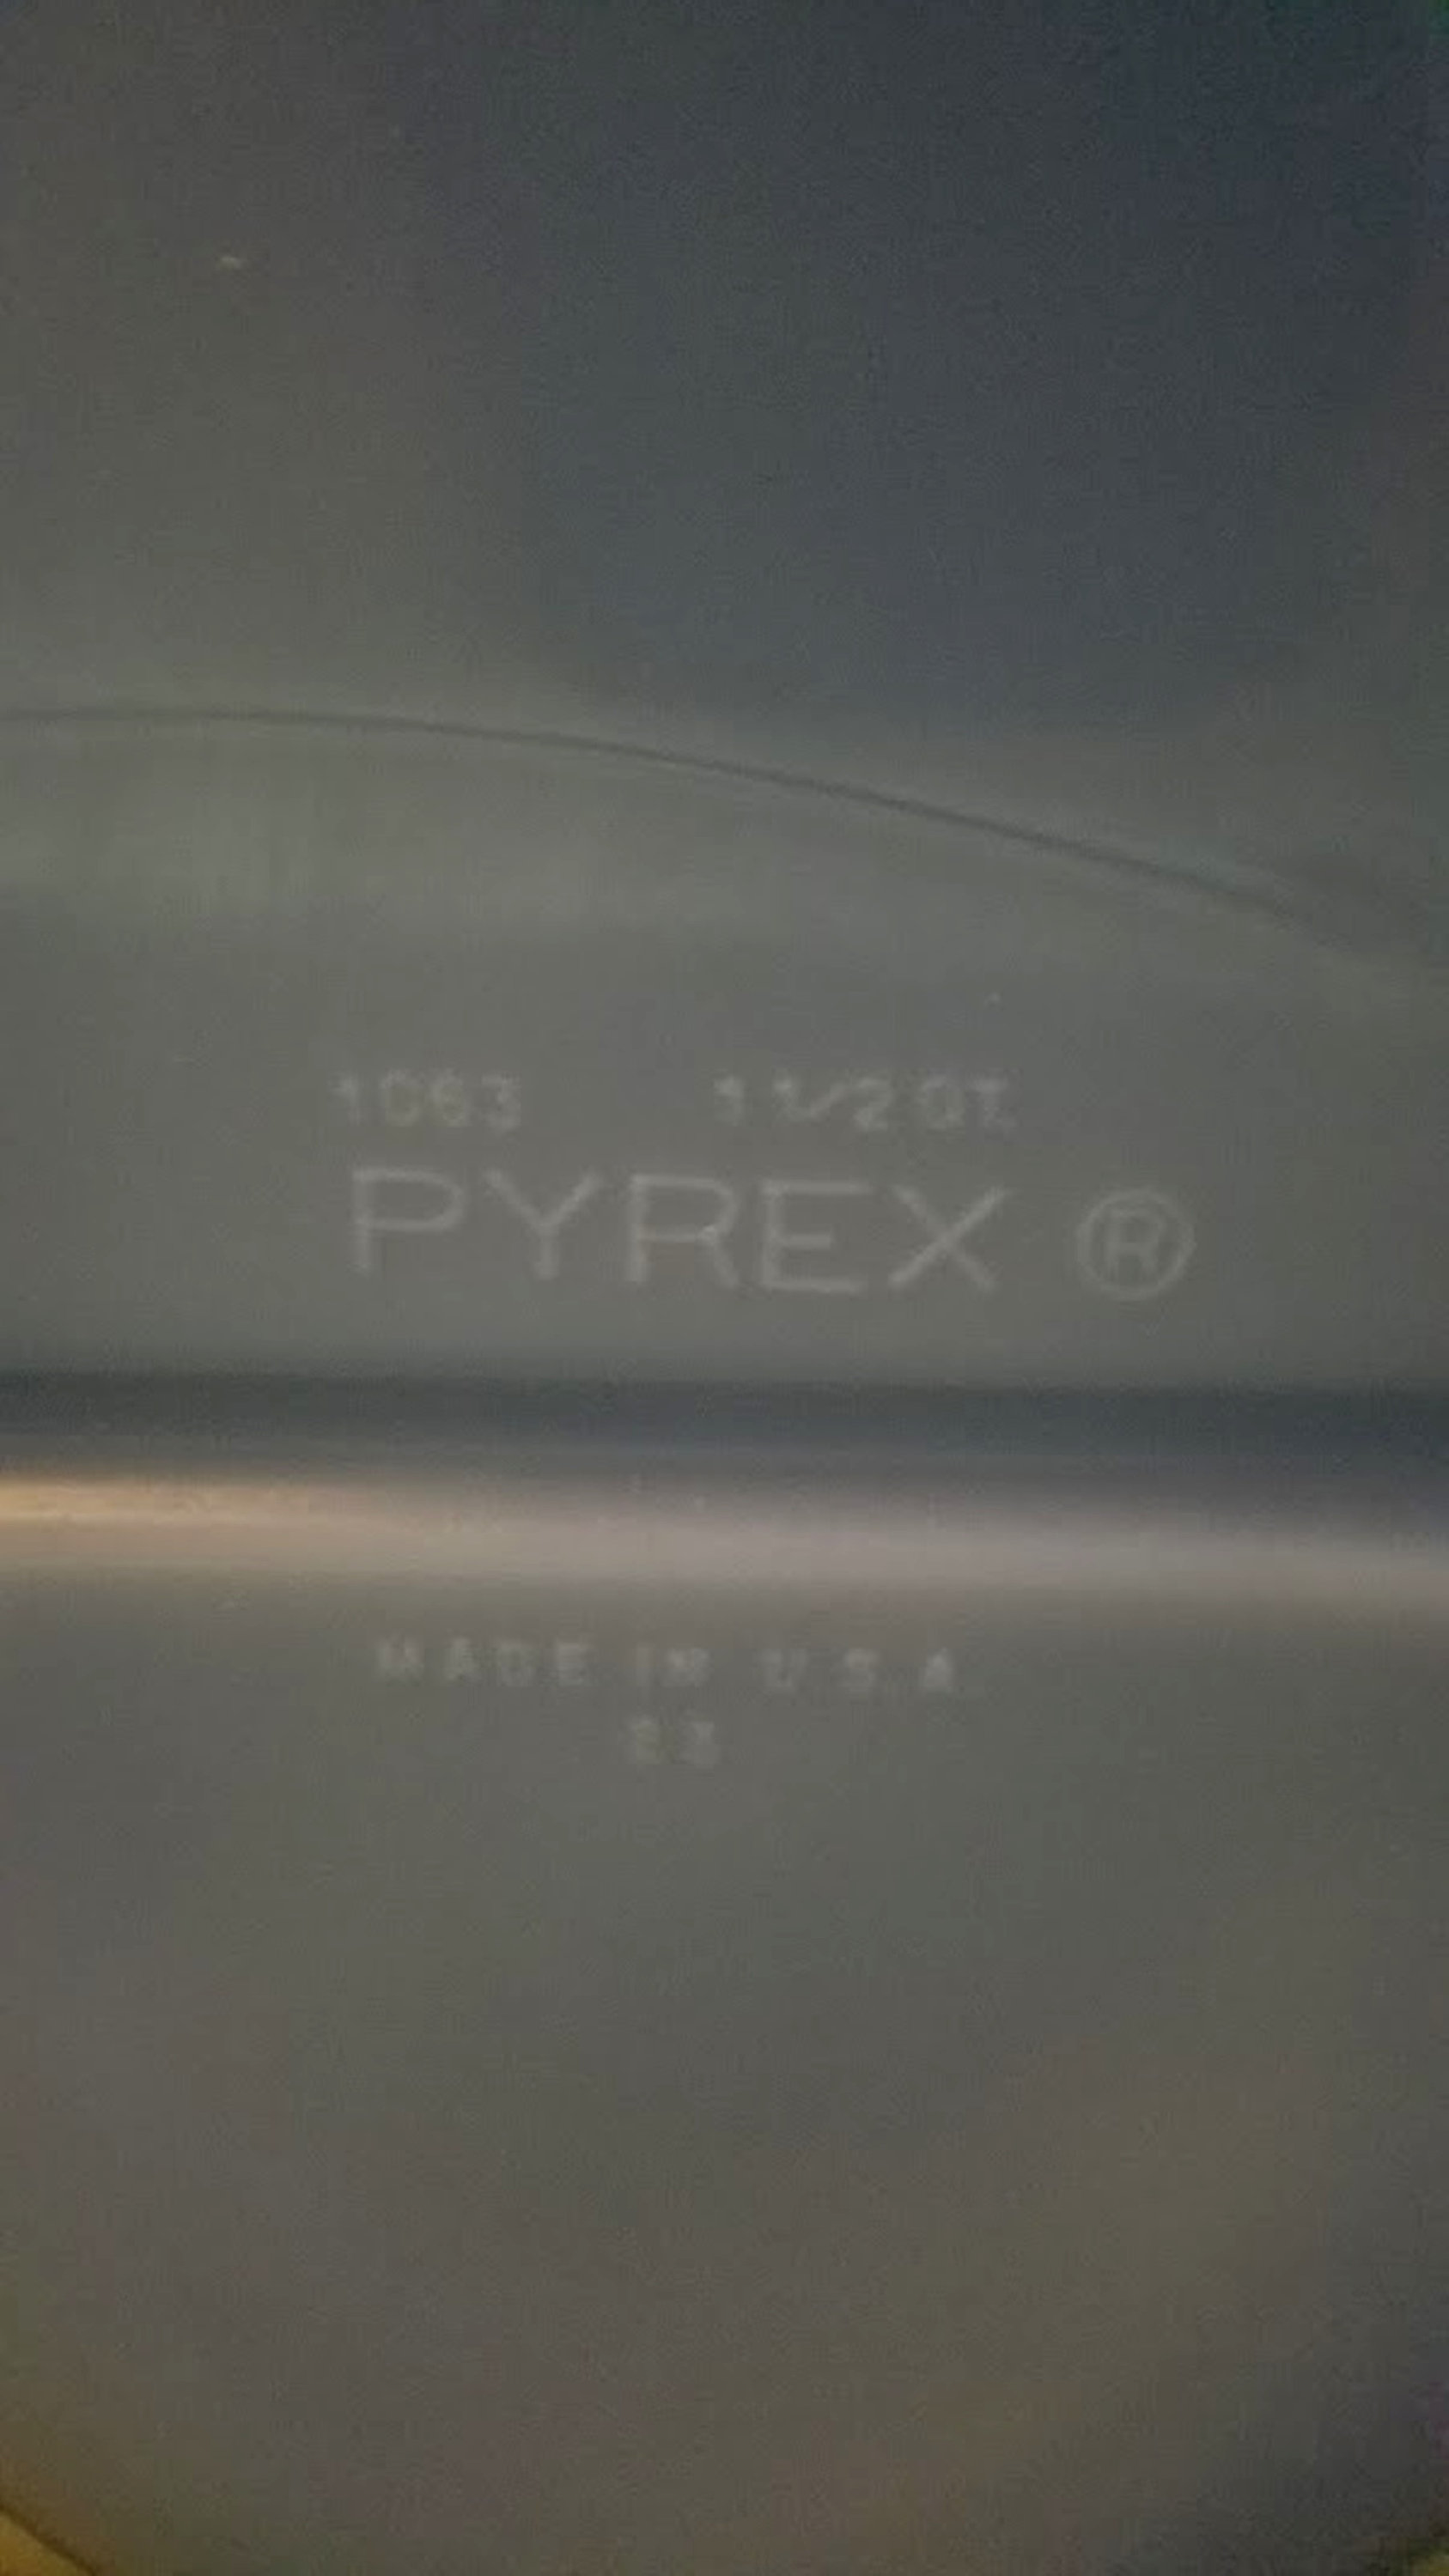 1063 1 1/2 QT.
PYREX ®
MADE IN U.S.A.